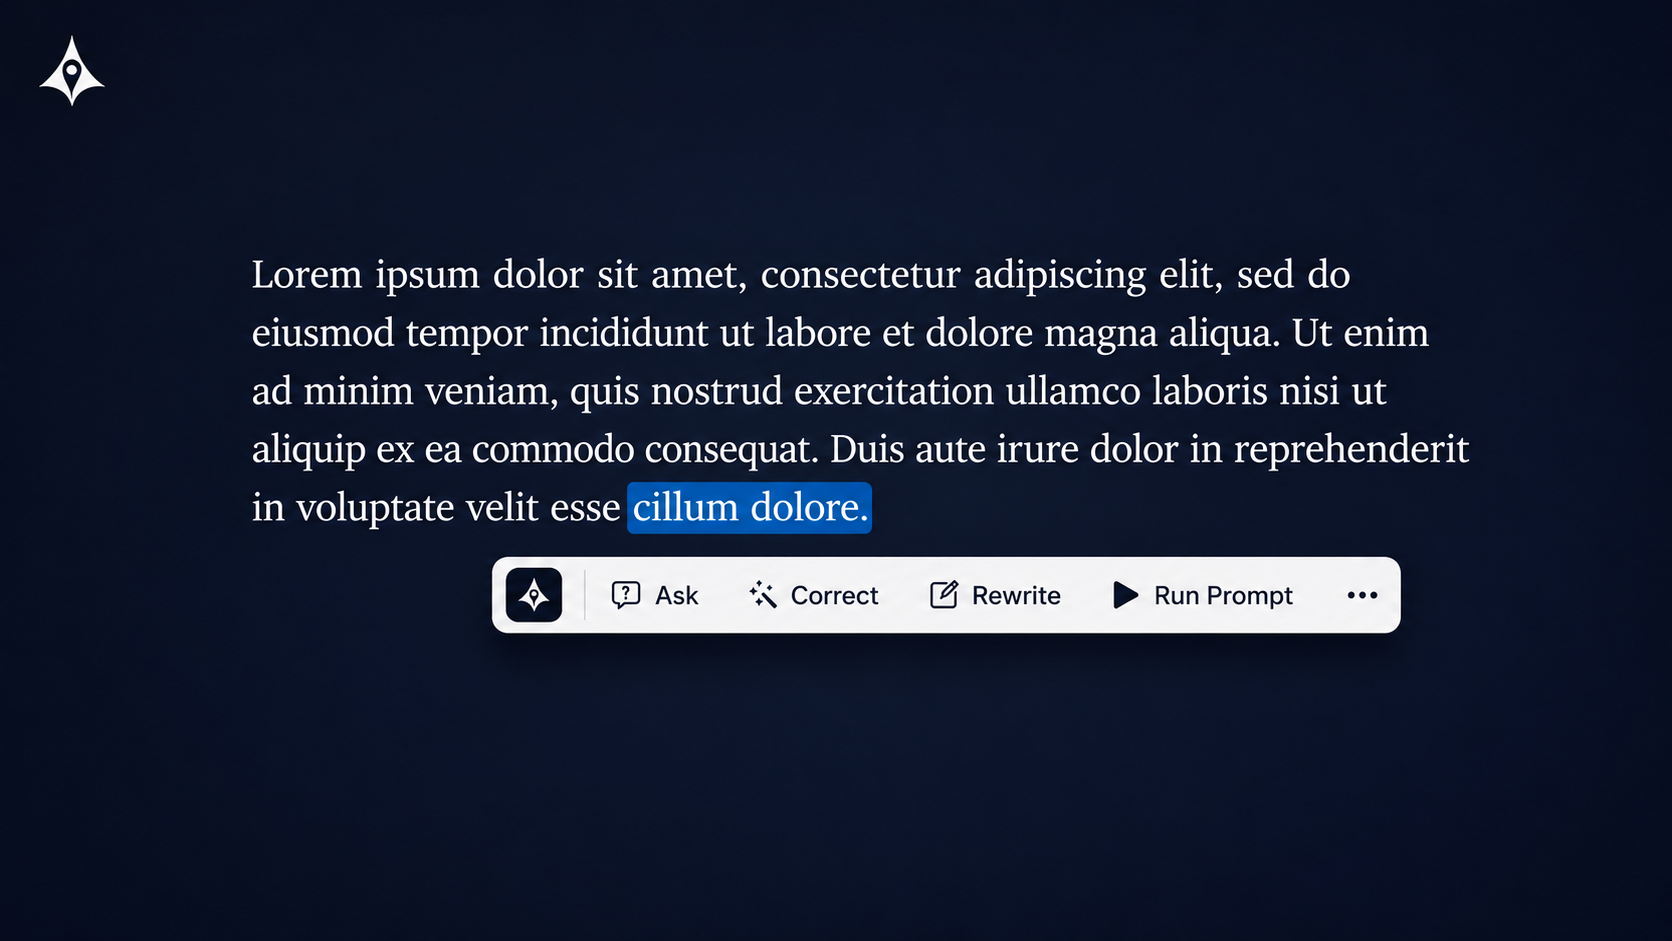 Lorem ipsum dolor sit amet, consectetur adipiscing elit, sed do
eiusmod tempor incididunt ut labore et dolore magna aliqua. Ut enim
ad minim veniam, quis nostrud exercitation ullamco laboris nisi ut
aliquip ex ea commodo consequat. Duis aute irure dolor in reprehenderit
in voluptate velit esse cillum dolore.
Ask Correct Rewrite Run Prompt